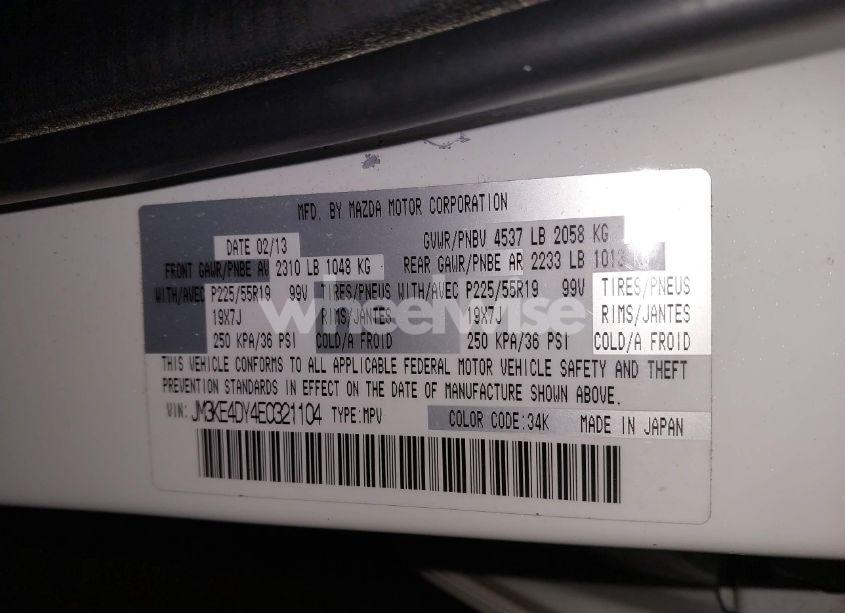 MFD. BY MAZDA MOTOR CORPORATION
DATE 02/13 GVWR/PNBV 4537 LB 2058 KG
FRONT GAWR/PNBE AV 2310 LB 1048 KG REAR GAWR/PNBE AR 2233 LB 1013 KG
WITH/AVEC P225/55R19 99V TIRES/PNEUS WITH/AVEC P225/55R19 99V TIRES/PNEUS
19X7J RIMS/JANTES 19X7J RIMS/JANTES
wheelwise
250 KPA/36 PSI COLD/A FROID 250 KPA/36 PSI COLD/A FROID
THIS VEHICLE CONFORMS TO ALL APPLICABLE FEDERAL MOTOR VEHICLE SAFETY AND THEFT
PREVENTION STANDARDS IN EFFECT ON THE DATE OF MANUFACTURE SHOWN ABOVE.
VIN: JM3KE4DY4E0321104 TYPE:MPV COLOR CODE:34K MADE IN JAPAN